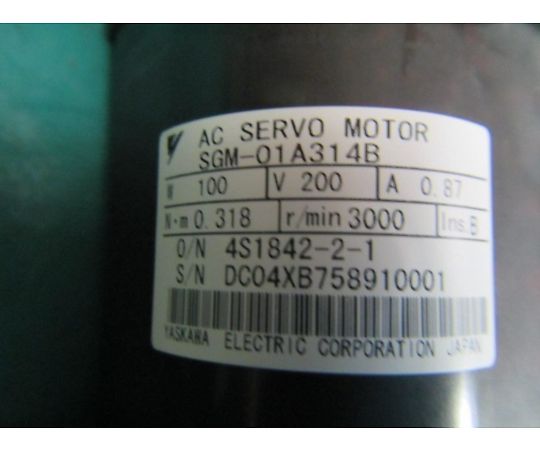 AC SERVO MOTOR
SGM-01A314B
W 100 V 200 A 0.87
N·m 0.318 r/min 3000 Ins. B
O/N 4S1842-2-1
S/N DC04XB758910001
YASKAWA ELECTRIC CORPORATION JAPAN